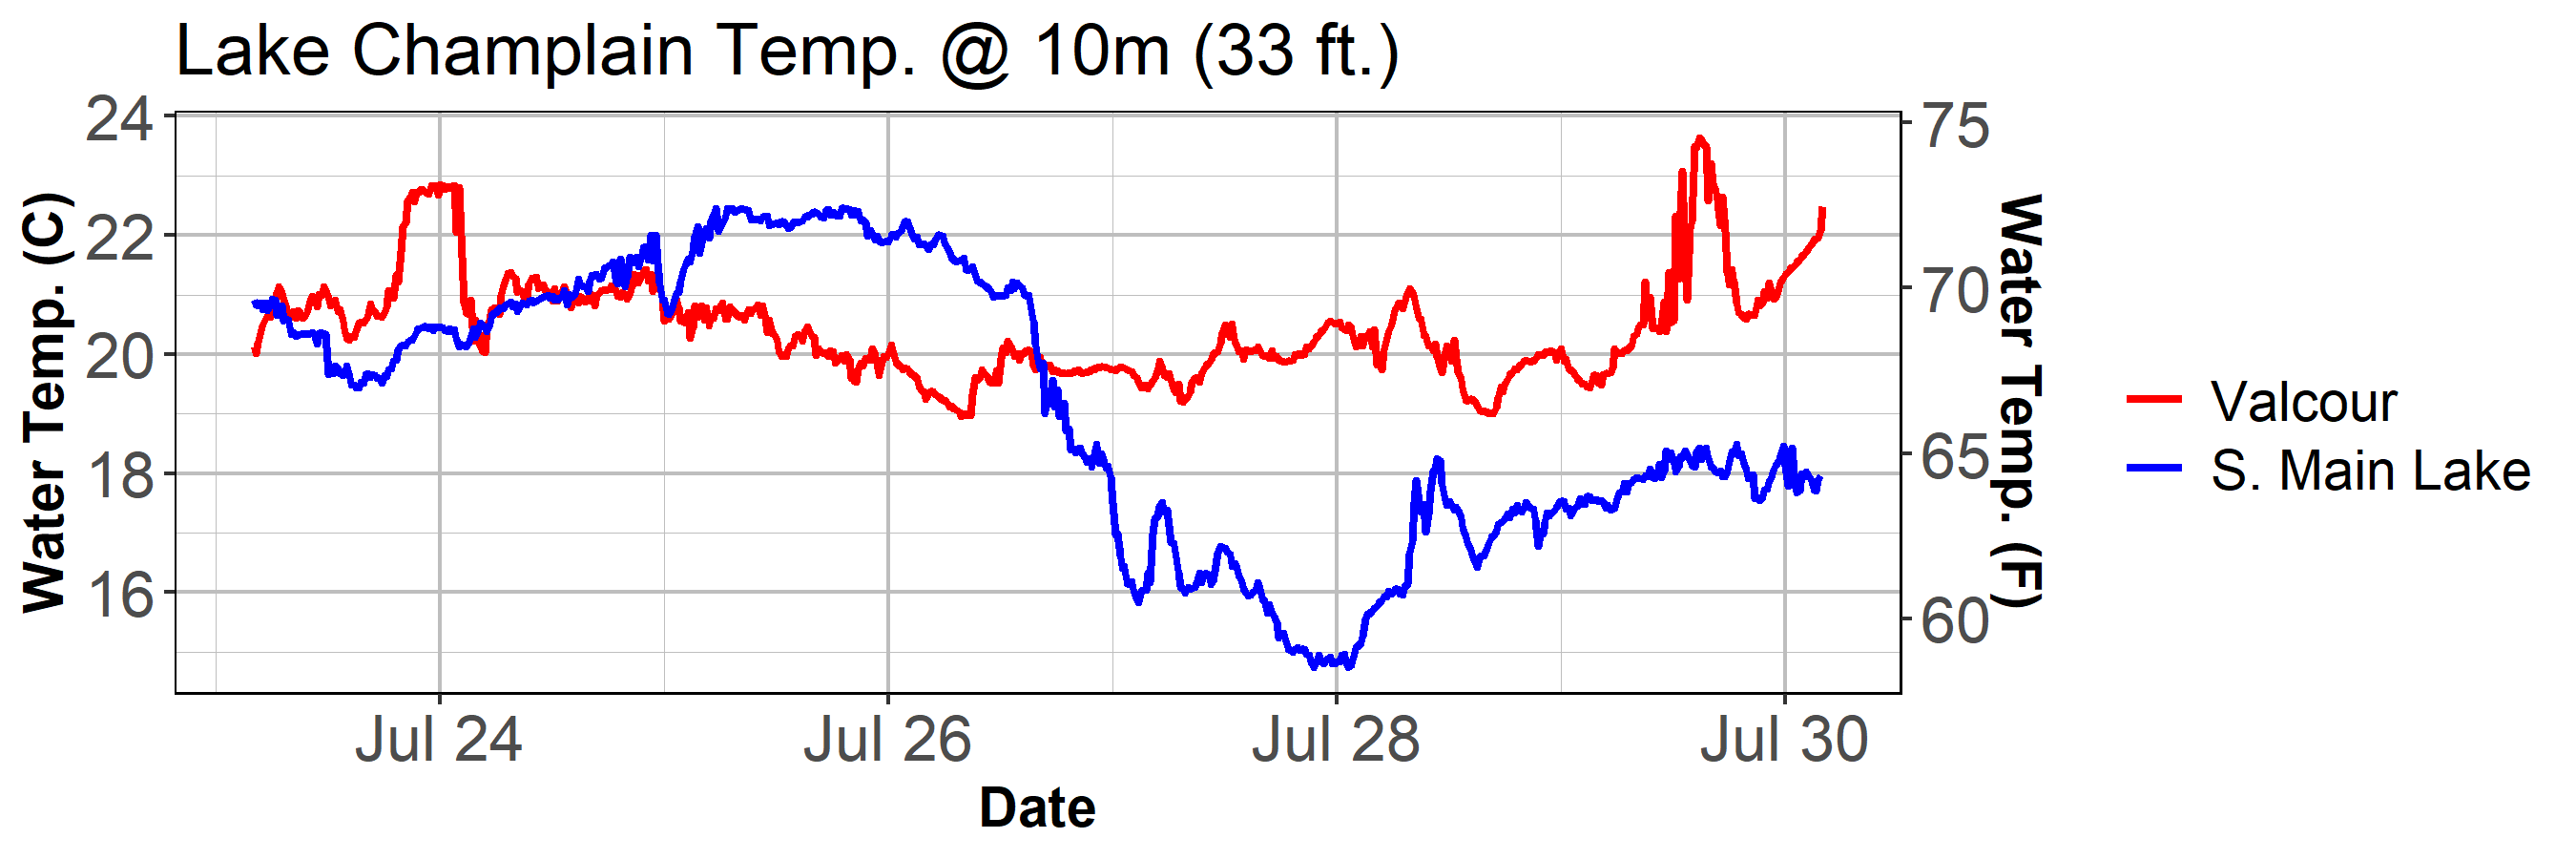 Lake Champlain Temp. @ 10m (33 ft.)
Water Temp. (C)
24
22
20
18
16
75
70
65
60
Water Temp. (F)
Jul 24
Jul 26
Jul 28
Jul 30
Date
Valcour
S. Main Lake